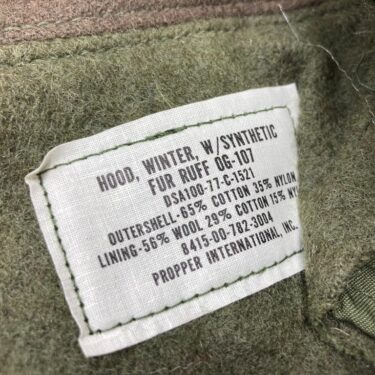 HOOD, WINTER, W/SYNTHETIC
FUR RUFF OG-107
DSA100-77-C-1521
OUTERSHELL-65% COTTON 35% NYLON
LINING-56% WOOL 29% COTTON 15% NY
8415-00-782-3004
PROPPER INTERNATIONAL, INC.